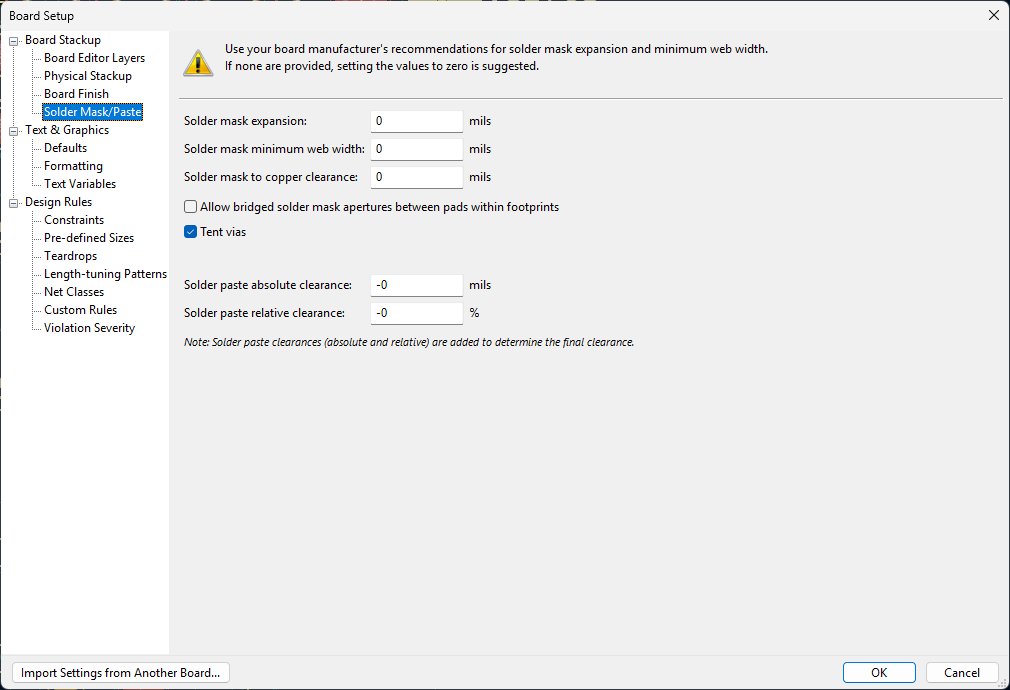 Board Setup
Board Stackup
Board Editor Layers
Physical Stackup
Board Finish
Solder Mask/Paste
Text & Graphics
Defaults
Formatting
Text Variables
Design Rules
Constraints
Pre-defined Sizes
Teardrops
Length-tuning Patterns
Net Classes
Custom Rules
Violation Severity
Use your board manufacturer's recommendations for solder mask expansion and minimum web width.
If none are provided, setting the values to zero is suggested.
Solder mask expansion: 0 mils
Solder mask minimum web width: 0 mils
Solder mask to copper clearance: 0 mils
Allow bridged solder mask apertures between pads within footprints
Tent vias
Solder paste absolute clearance: -0 mils
Solder paste relative clearance: -0 %
Note: Solder paste clearances (absolute and relative) are added to determine the final clearance.
Import Settings from Another Board...
OK
Cancel